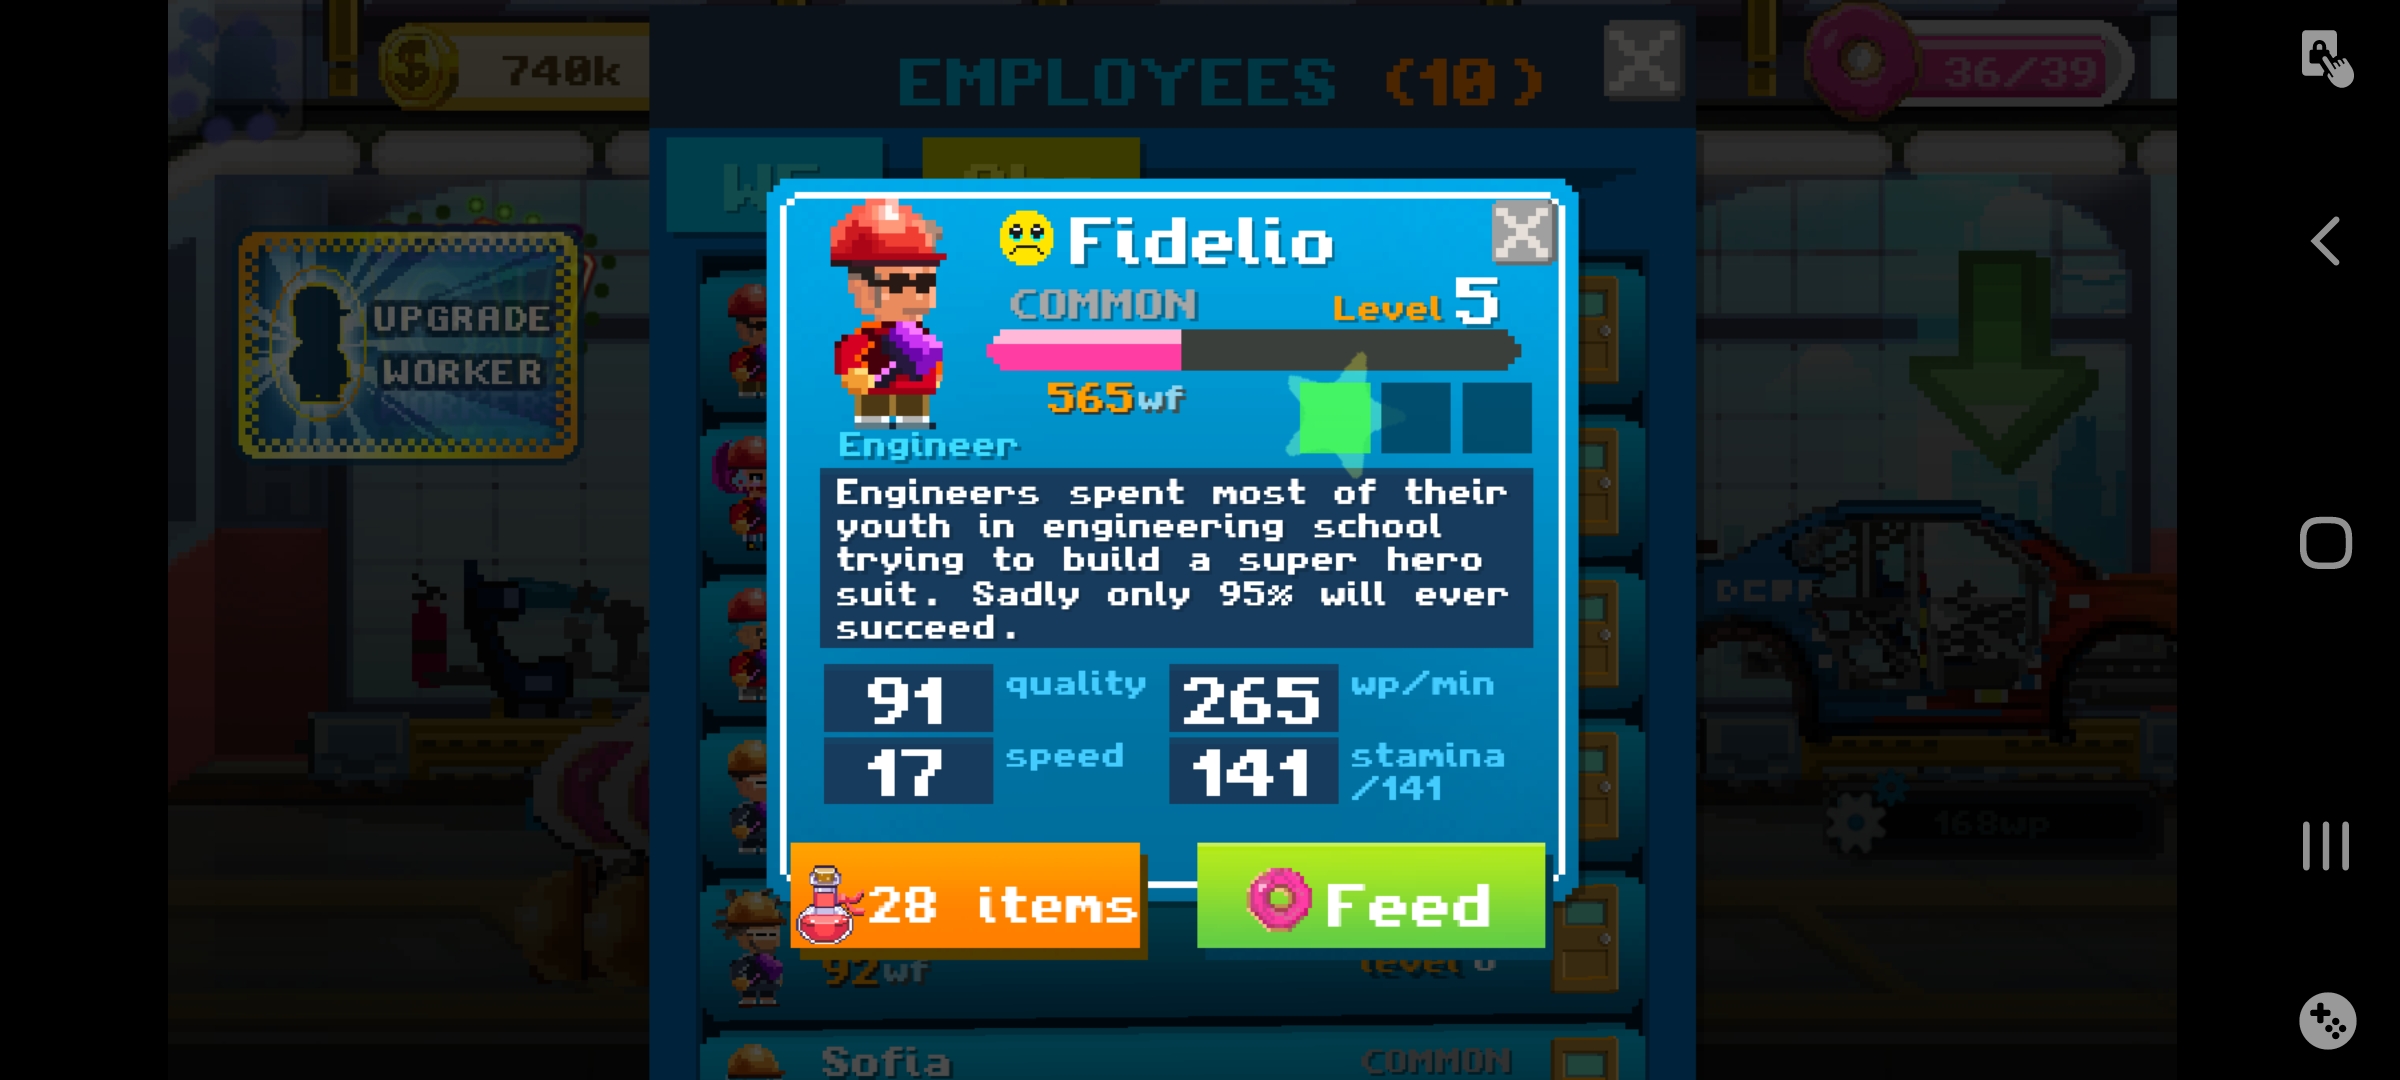 740k
EMPLOYEES (10)
36/39
UPGRADE
WORKER
Fidelio
COMMON
Level 5
565wf
Engineer
Engineers spent most of their
youth in engineering school
trying to build a super hero
suit. Sadly only 95% will ever
succeed.
91 quality
265 wp/min
17 speed
141 stamina
/141
28 items
Feed
168wp
92wf
level
Sofia
COMMON